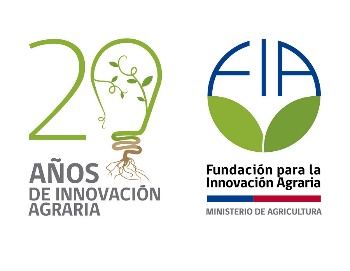 20
AÑOS
DE INNOVACIÓN
AGRARIA
FIA
Fundación para la
Innovación Agraria
MINISTERIO DE AGRICULTURA